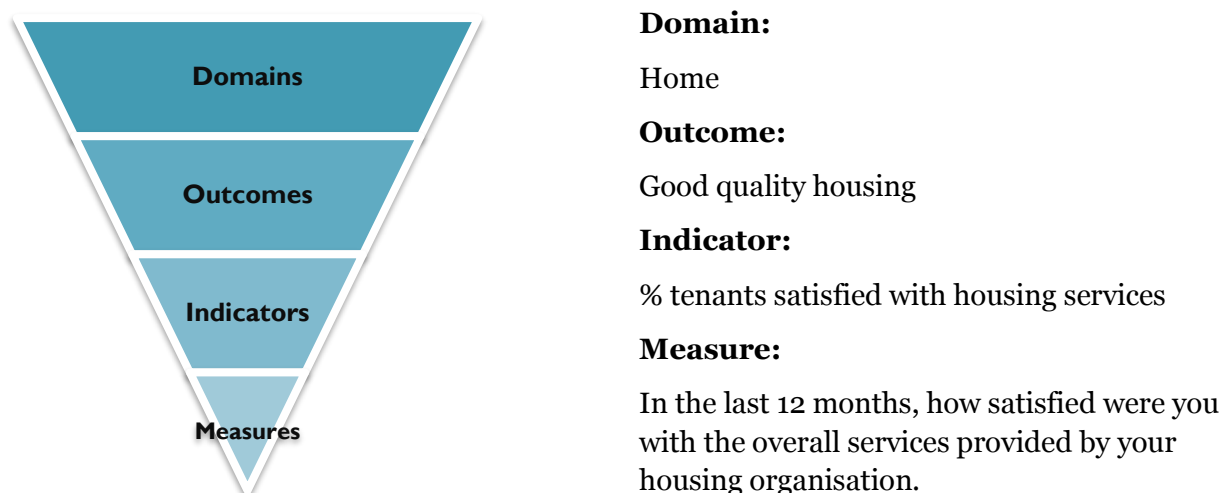 Domains
Outcomes
Indicators
Measures
Domain:
Home
Outcome:
Good quality housing
Indicator:
% tenants satisfied with housing services
Measure:
In the last 12 months, how satisfied were you
with the overall services provided by your
housing organisation.